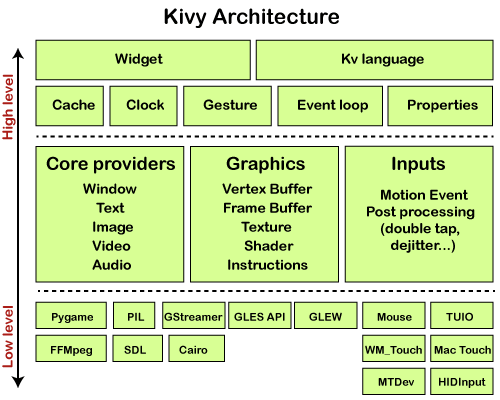 Kivy Architecture
High level
Widget
Kv language
Cache
Clock
Gesture
Event loop
Properties
Core providers
Window
Text
Image
Video
Audio
Graphics
Vertex Buffer
Frame Buffer
Texture
Shader
Instructions
Inputs
Motion Event
Post processing
(double tap,
dejitter...)
Low level
Pygame
PIL
GStreamer
GLES API
GLEW
Mouse
TUIO
FFMpeg
SDL
Cairo
WM_Touch
Mac Touch
MTDev
HIDInput